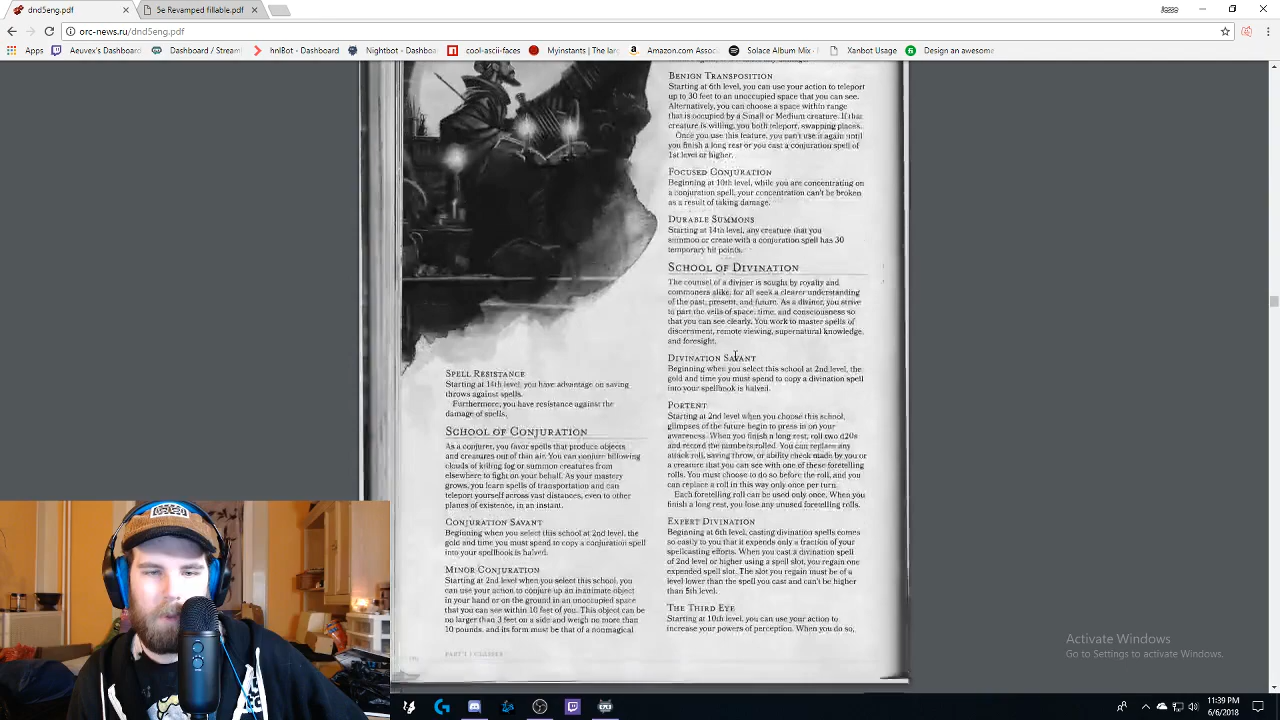 dnd5eng.pdf
5e Revamped fillable.pdf
orc-news.ru/dnd5eng.pdf
Apps
Aeuvex's Dashboard
Dashboard / Stream
hniBot - Dashboard
Nightbot - Dashboa
cool-ascii-faces
Myinstants | The larg
Amazon.com Assoc
Solace Album Mix -
Xanbot Usage
Design an awesome
Spell Resistance
Starting at 14th level, you have advantage on saving
throws against spells.
Furthermore, you have resistance against the
damage of spells.
School of Conjuration
As a conjurer, you favor spells that produce objects
and creatures out of thin air. You can conjure billowing
clouds of killing fog or summon creatures from
elsewhere to fight on your behalf. As your mastery
grows, you learn spells of transportation and can
teleport yourself across vast distances, even to other
planes of existence, in an instant.
Conjuration Savant
Beginning when you select this school at 2nd level, the
gold and time you must spend to copy a conjuration spell
into your spellbook is halved.
Minor Conjuration
Starting at 2nd level when you select this school, you
can use your action to conjure up an inanimate object
in your hand or on the ground in an unoccupied space
that you can see within 10 feet of you. This object can be
no larger than 3 feet on a side and weigh no more than
10 pounds, and its form must be that of a nonmagical
PART 1 | CLASSES
Benign Transposition
Starting at 6th level, you can use your action to teleport
up to 30 feet to an unoccupied space that you can see.
Alternatively, you can choose a space within range
that is occupied by a Small or Medium creature. If that
creature is willing, you both teleport, swapping places.
Once you use this feature, you can't use it again until
you finish a long rest or you cast a conjuration spell of
1st level or higher.
Focused Conjuration
Beginning at 10th level, while you are concentrating on
a conjuration spell, your concentration can't be broken
as a result of taking damage.
Durable Summons
Starting at 14th level, any creature that you
summon or create with a conjuration spell has 30
temporary hit points.
School of Divination
The counsel of a diviner is sought by royalty and
commoners alike, for all seek a clearer understanding
of the past, present, and future. As a diviner, you strive
to part the veils of space, time, and consciousness so
that you can see clearly. You work to master spells of
discernment, remote viewing, supernatural knowledge,
and foresight.
Divination Savant
Beginning when you select this school at 2nd level, the
gold and time you must spend to copy a divination spell
into your spellbook is halved.
Portent
Starting at 2nd level when you choose this school,
glimpses of the future begin to press in on your
awareness. When you finish a long rest, roll two d20s
and record the numbers rolled. You can replace any
attack roll, saving throw, or ability check made by you or
a creature that you can see with one of these foretelling
rolls. You must choose to do so before the roll, and you
can replace a roll in this way only once per turn.
Each foretelling roll can be used only once. When you
finish a long rest, you lose any unused foretelling rolls.
Expert Divination
Beginning at 6th level, casting divination spells comes
so easily to you that it expends only a fraction of your
spellcasting efforts. When you cast a divination spell
of 2nd level or higher using a spell slot, you regain one
expended spell slot. The slot you regain must be of a
level lower than the spell you cast and can't be higher
than 5th level.
The Third Eye
Starting at 10th level, you can use your action to
increase your powers of perception. When you do so,
Activate Windows
Go to Settings to activate Windows.
11:39 PM
6/6/2018